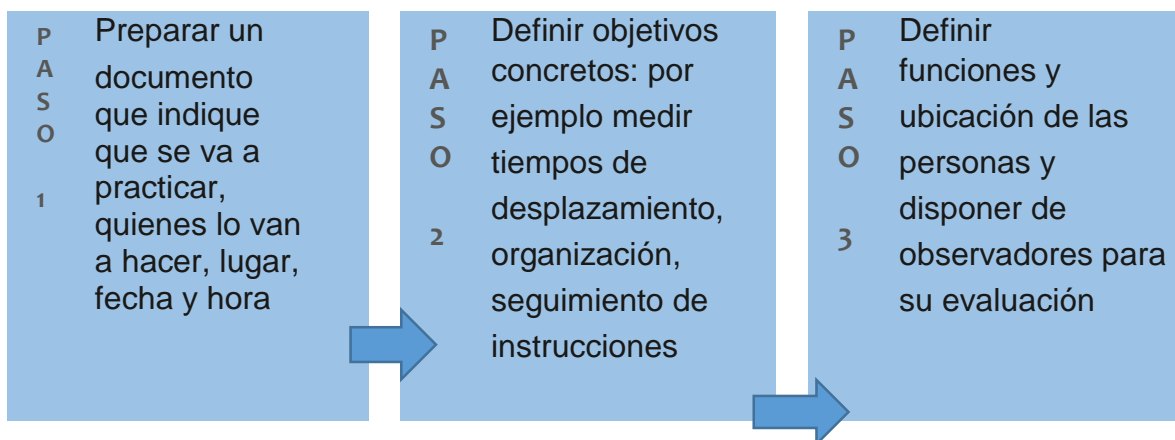 PASO 1
Preparar un
documento
que indique
que se va a
practicar,
quienes lo van
a hacer, lugar,
fecha y hora
PASO 2
Definir objetivos
concretos: por
ejemplo medir
tiempos de
desplazamiento,
organización,
seguimiento de
instrucciones
PASO 3
Definir
funciones y
ubicación de las
personas y
disponer de
observadores para
su evaluación